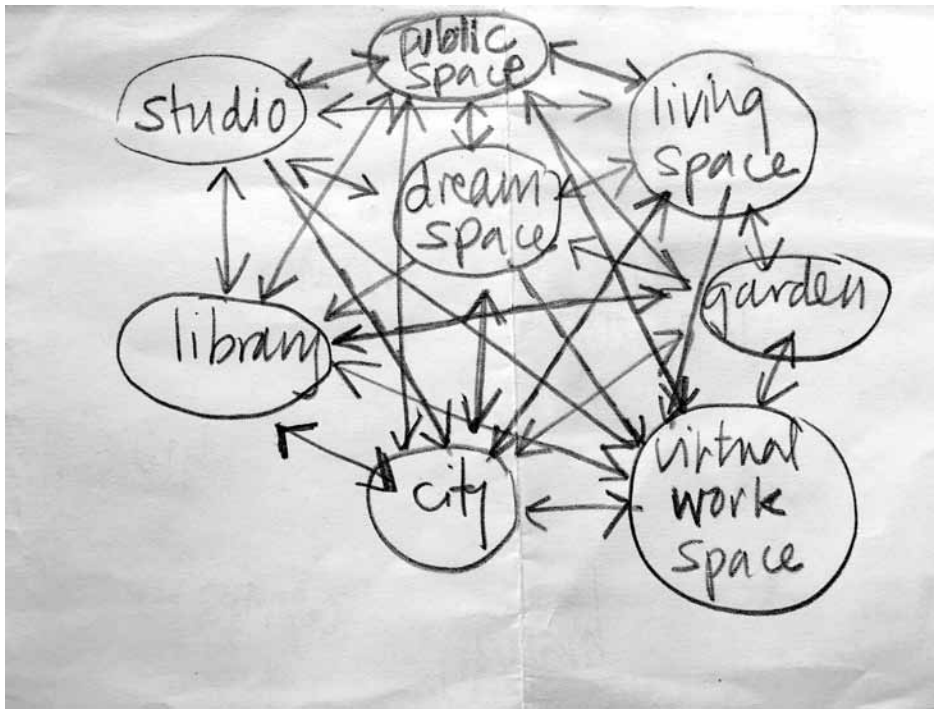 public
space
studio
living
space
dream
space
garden
library
city
virtual
work
space